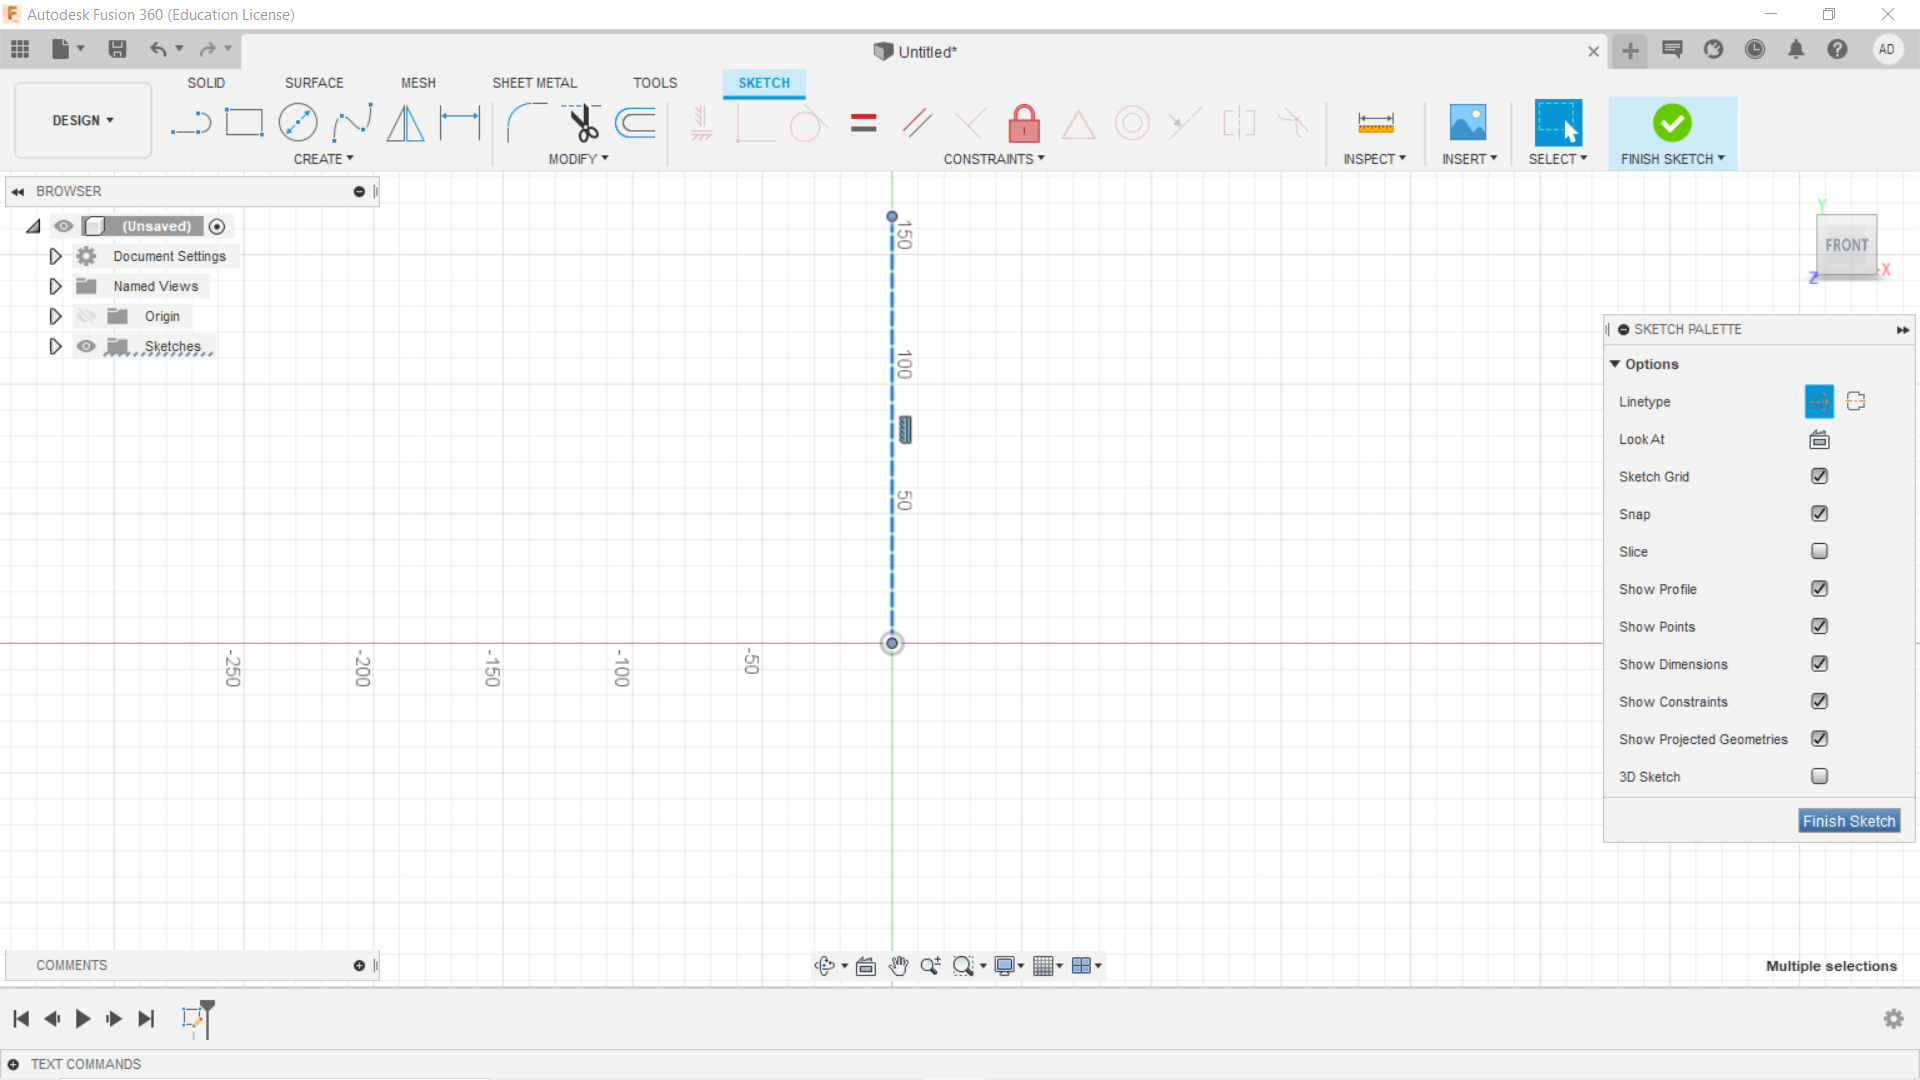 Autodesk Fusion 360 (Education License)
Untitled*
AD
SOLID SURFACE MESH SHEET METAL TOOLS SKETCH
DESIGN
CREATE MODIFY CONSTRAINTS INSPECT INSERT SELECT FINISH SKETCH
BROWSER
(Unsaved)
Document Settings
Named Views
Origin
Sketches
150
100
50
-250
-200
-150
-100
-50
Y
FRONT
X
Z
SKETCH PALETTE
Options
Linetype
Look At
Sketch Grid
Snap
Slice
Show Profile
Show Points
Show Dimensions
Show Constraints
Show Projected Geometries
3D Sketch
Finish Sketch
COMMENTS
Multiple selections
TEXT COMMANDS